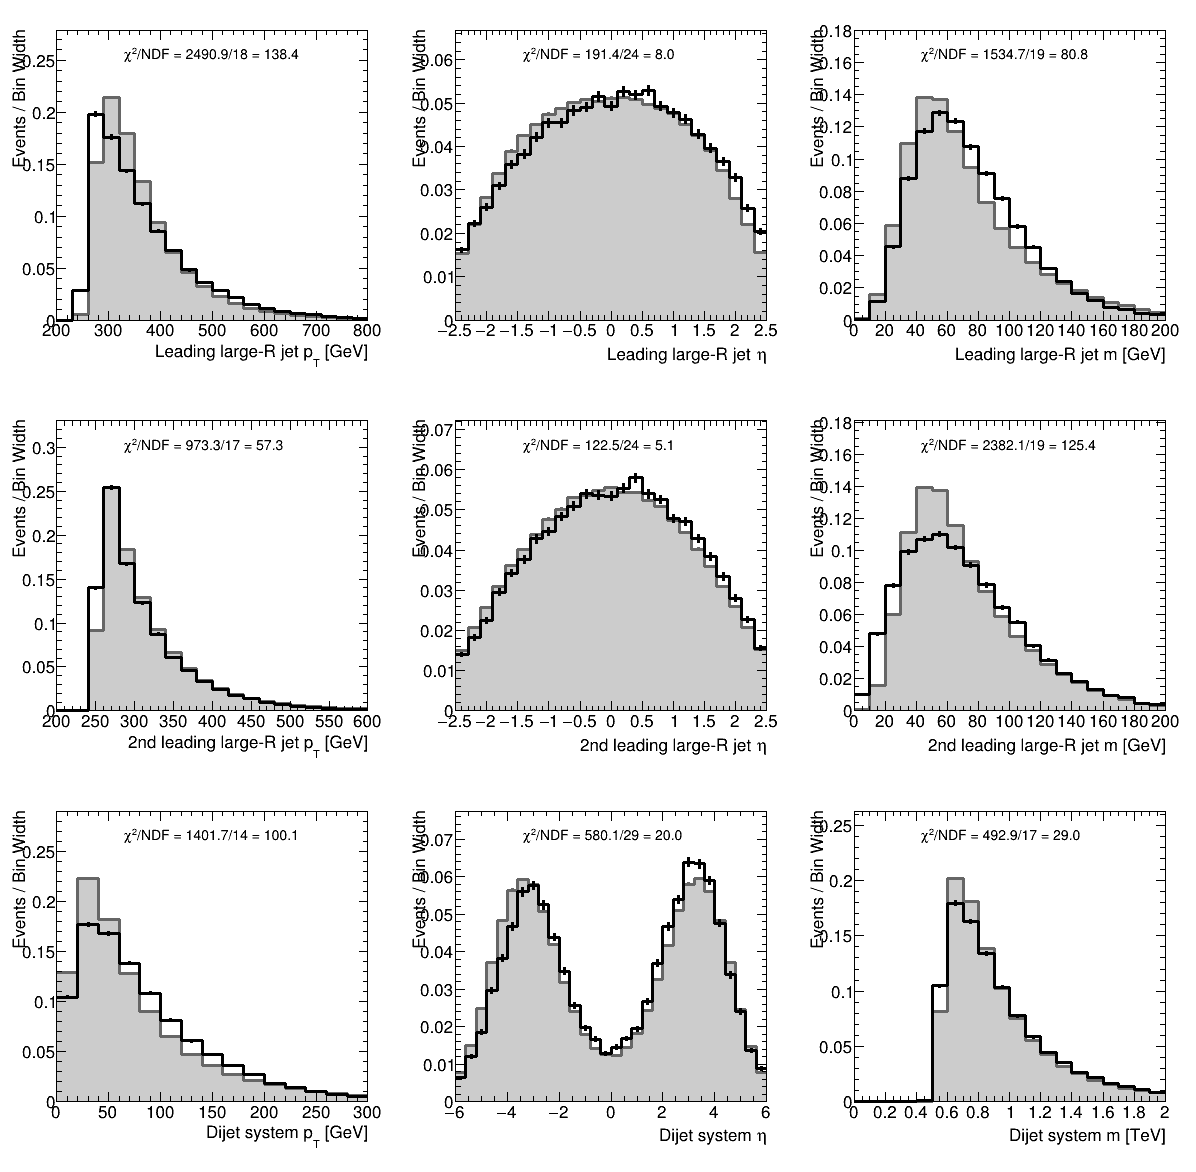 Events / Bin Width
χ²/NDF = 2490.9/18 = 138.4
0.25
0.2
0.15
0.1
0.05
0
200 300 400 500 600 700 800
Leading large-R jet p_T [GeV]
Events / Bin Width
χ²/NDF = 191.4/24 = 8.0
0.06
0.05
0.04
0.03
0.02
0.01
0
−2.5 −2 −1.5 −1 −0.5 0 0.5 1 1.5 2 2.5
Leading large-R jet η
Events / Bin Width
χ²/NDF = 1534.7/19 = 80.8
0.18
0.16
0.14
0.12
0.1
0.08
0.06
0.04
0.02
0
0 20 40 60 80 100 120 140 160 180 200
Leading large-R jet m [GeV]
Events / Bin Width
χ²/NDF = 973.3/17 = 57.3
0.3
0.25
0.2
0.15
0.1
0.05
0
200 250 300 350 400 450 500 550 600
2nd leading large-R jet p_T [GeV]
Events / Bin Width
χ²/NDF = 122.5/24 = 5.1
0.07
0.06
0.05
0.04
0.03
0.02
0.01
0
−2.5 −2 −1.5 −1 −0.5 0 0.5 1 1.5 2 2.5
2nd leading large-R jet η
Events / Bin Width
χ²/NDF = 2382.1/19 = 125.4
0.18
0.16
0.14
0.12
0.1
0.08
0.06
0.04
0.02
0
0 20 40 60 80 100 120 140 160 180 200
2nd leading large-R jet m [GeV]
Events / Bin Width
χ²/NDF = 1401.7/14 = 100.1
0.25
0.2
0.15
0.1
0.05
0
0 50 100 150 200 250 300
Dijet system p_T [GeV]
Events / Bin Width
χ²/NDF = 580.1/29 = 20.0
0.07
0.06
0.05
0.04
0.03
0.02
0.01
0
−6 −4 −2 0 2 4 6
Dijet system η
Events / Bin Width
χ²/NDF = 492.9/17 = 29.0
0.25
0.2
0.15
0.1
0.05
0
0 0.2 0.4 0.6 0.8 1 1.2 1.4 1.6 1.8 2
Dijet system m [TeV]